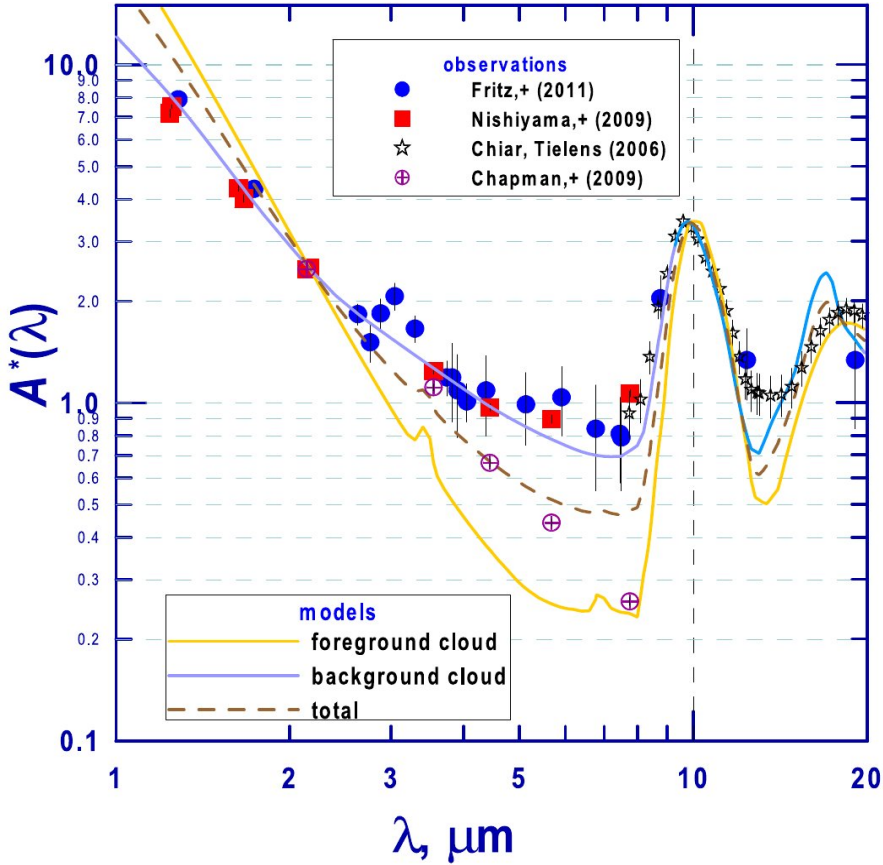 10.0
9.0
8.0
7.0
6.0
5.0
4.0
3.0
2.0
1.0
0.9
0.8
0.7
0.6
0.5
0.4
0.3
0.2
0.1
A*(λ)
observations
Fritz,+ (2011)
Nishiyama,+ (2009)
Chiar, Tielens (2006)
Chapman,+ (2009)
models
foreground cloud
background cloud
total
1 2 5 10 20
λ, μm